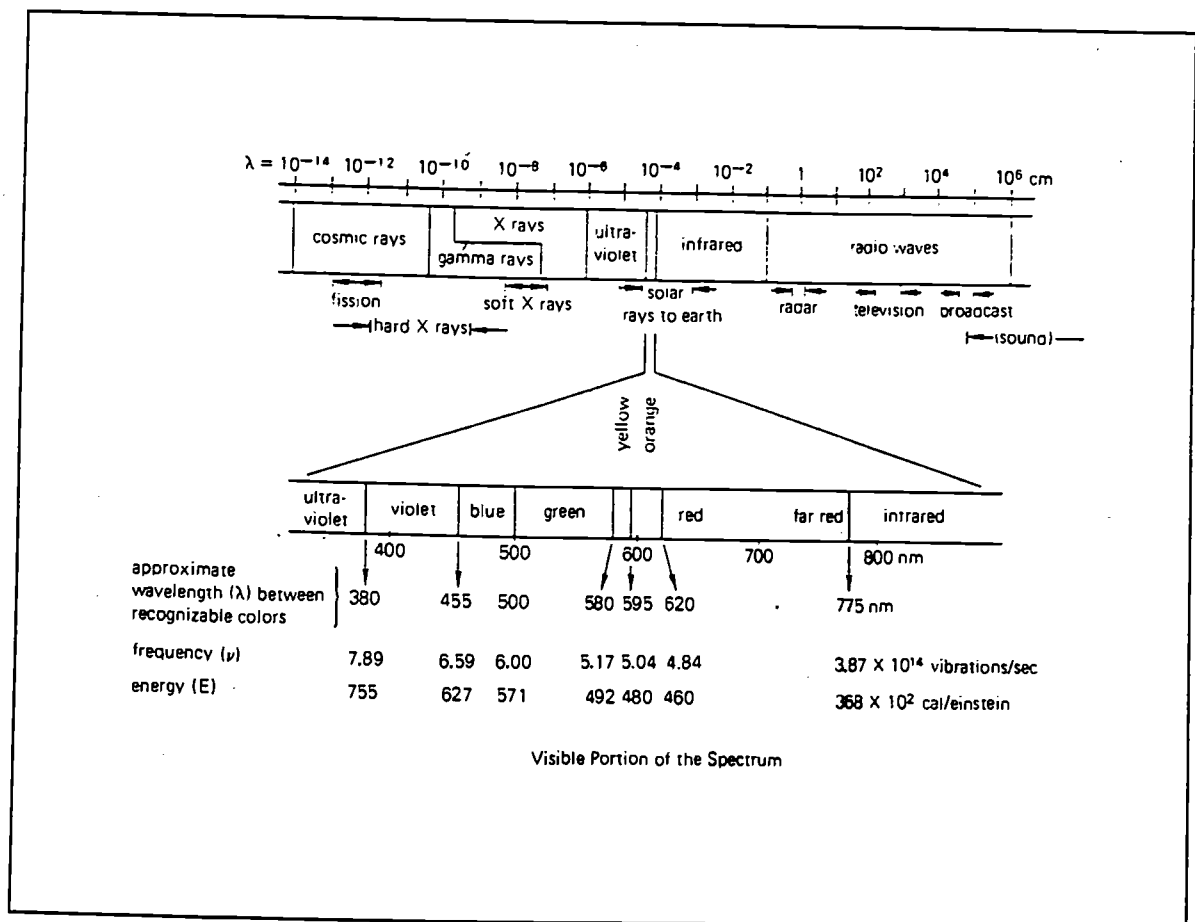 λ = 10⁻¹⁴ 10⁻¹² 10⁻¹⁰ 10⁻⁸ 10⁻⁶ 10⁻⁴ 10⁻² 1 10² 10⁴ 10⁶ cm
cosmic rays
X rays
gamma rays
ultra-
violet
infrared
radio waves
fission
hard X rays
soft X rays
solar
rays to earth
radar
television
broadcast
(sound)
yellow
orange
ultra-
violet
violet
blue
green
red
far red
infrared
400 500 600 700 800 nm
approximate
wavelength (λ) between
recognizable colors
380 455 500 580 595 620 775 nm
frequency (ν) 7.89 6.59 6.00 5.17 5.04 4.84 3.87 X 10¹⁴ vibrations/sec
energy (E) 755 627 571 492 480 460 368 X 10² cal/einstein
Visible Portion of the Spectrum